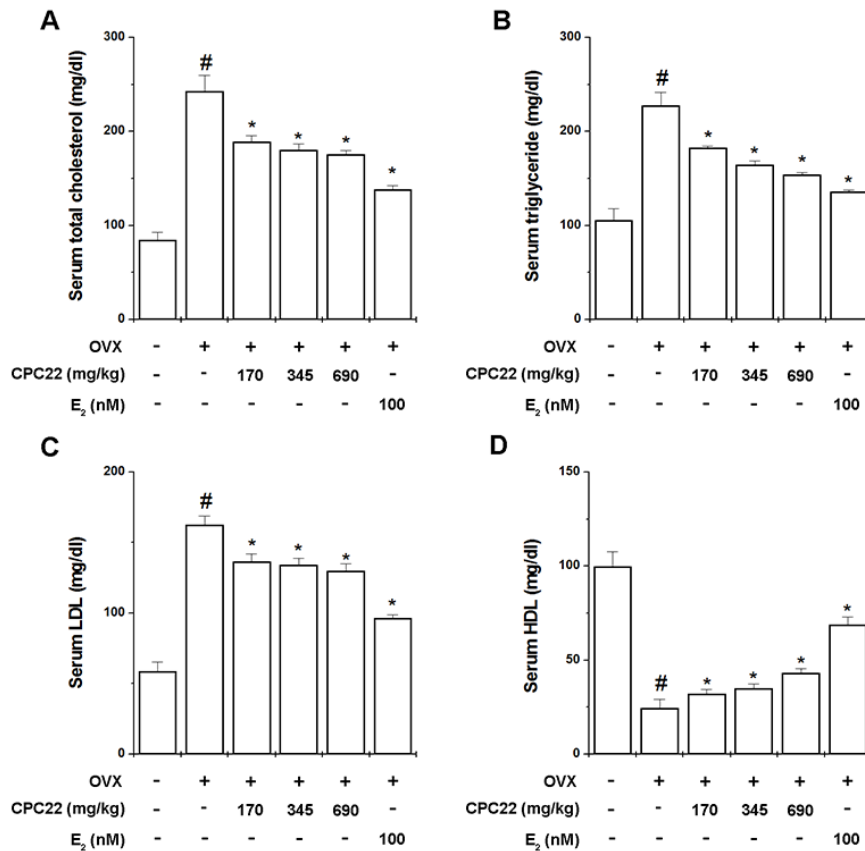 A
Serum total cholesterol (mg/dl)
300
200
100
0
#
*
*
*
*
OVX - + + + + +
CPC22 (mg/kg) - - 170 345 690 -
E₂ (nM) - - - - - 100
B
Serum triglyceride (mg/dl)
300
200
100
0
#
*
*
*
*
OVX - + + + + +
CPC22 (mg/kg) - - 170 345 690 -
E₂ (nM) - - - - - 100
C
Serum LDL (mg/dl)
200
100
0
#
*
*
*
*
OVX - + + + + +
CPC22 (mg/kg) - - 170 345 690 -
E₂ (nM) - - - - - 100
D
Serum HDL (mg/dl)
150
100
50
0
#
*
*
*
*
OVX - + + + + +
CPC22 (mg/kg) - - 170 345 690 -
E₂ (nM) - - - - - 100